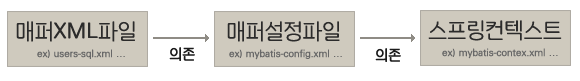 매퍼XML파일
ex) users-sql.xml ...
의존
매퍼설정파일
ex) mybatis-config.xml ...
의존
스프링컨텍스트
ex) mybatis-contex.xml ...